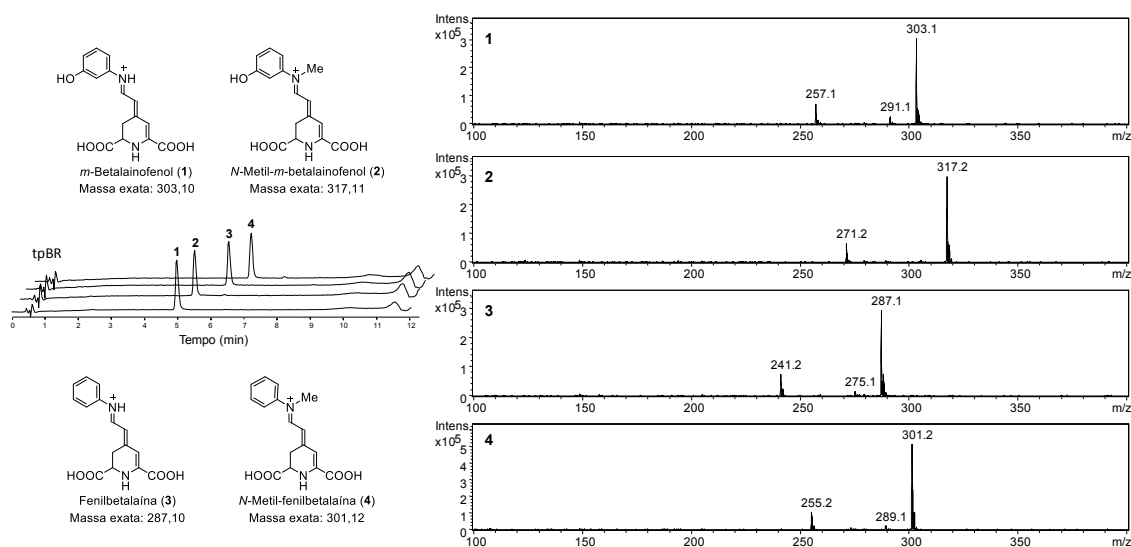 HO
+
NH
HOOC
N
H
COOH
m-Betalainofenol (1)
Massa exata: 303,10
HO
+
N
Me
HOOC
N
H
COOH
N-Metil-m-betalainofenol (2)
Massa exata: 317,11
tpBR
1
2
3
4
0 1 2 3 4 5 6 7 8 9 10 11 12
Tempo (min)
+
NH
HOOC
N
H
COOH
Fenilbetalaína (3)
Massa exata: 287,10
+
N
Me
HOOC
N
H
COOH
N-Metil-fenilbetalaína (4)
Massa exata: 301,12
Intens.
x10⁵
1
303.1
257.1
291.1
3
2
1
0
100 150 200 250 300 350 m/z
Intens.
x10⁵
2
317.2
271.2
3
2
1
0
100 150 200 250 300 350 m/z
Intens.
x10⁵
3
287.1
241.2
275.1
3
2
1
0
100 150 200 250 300 350 m/z
Intens.
x10⁵
4
301.2
255.2
289.1
5
4
3
2
1
0
100 150 200 250 300 350 m/z